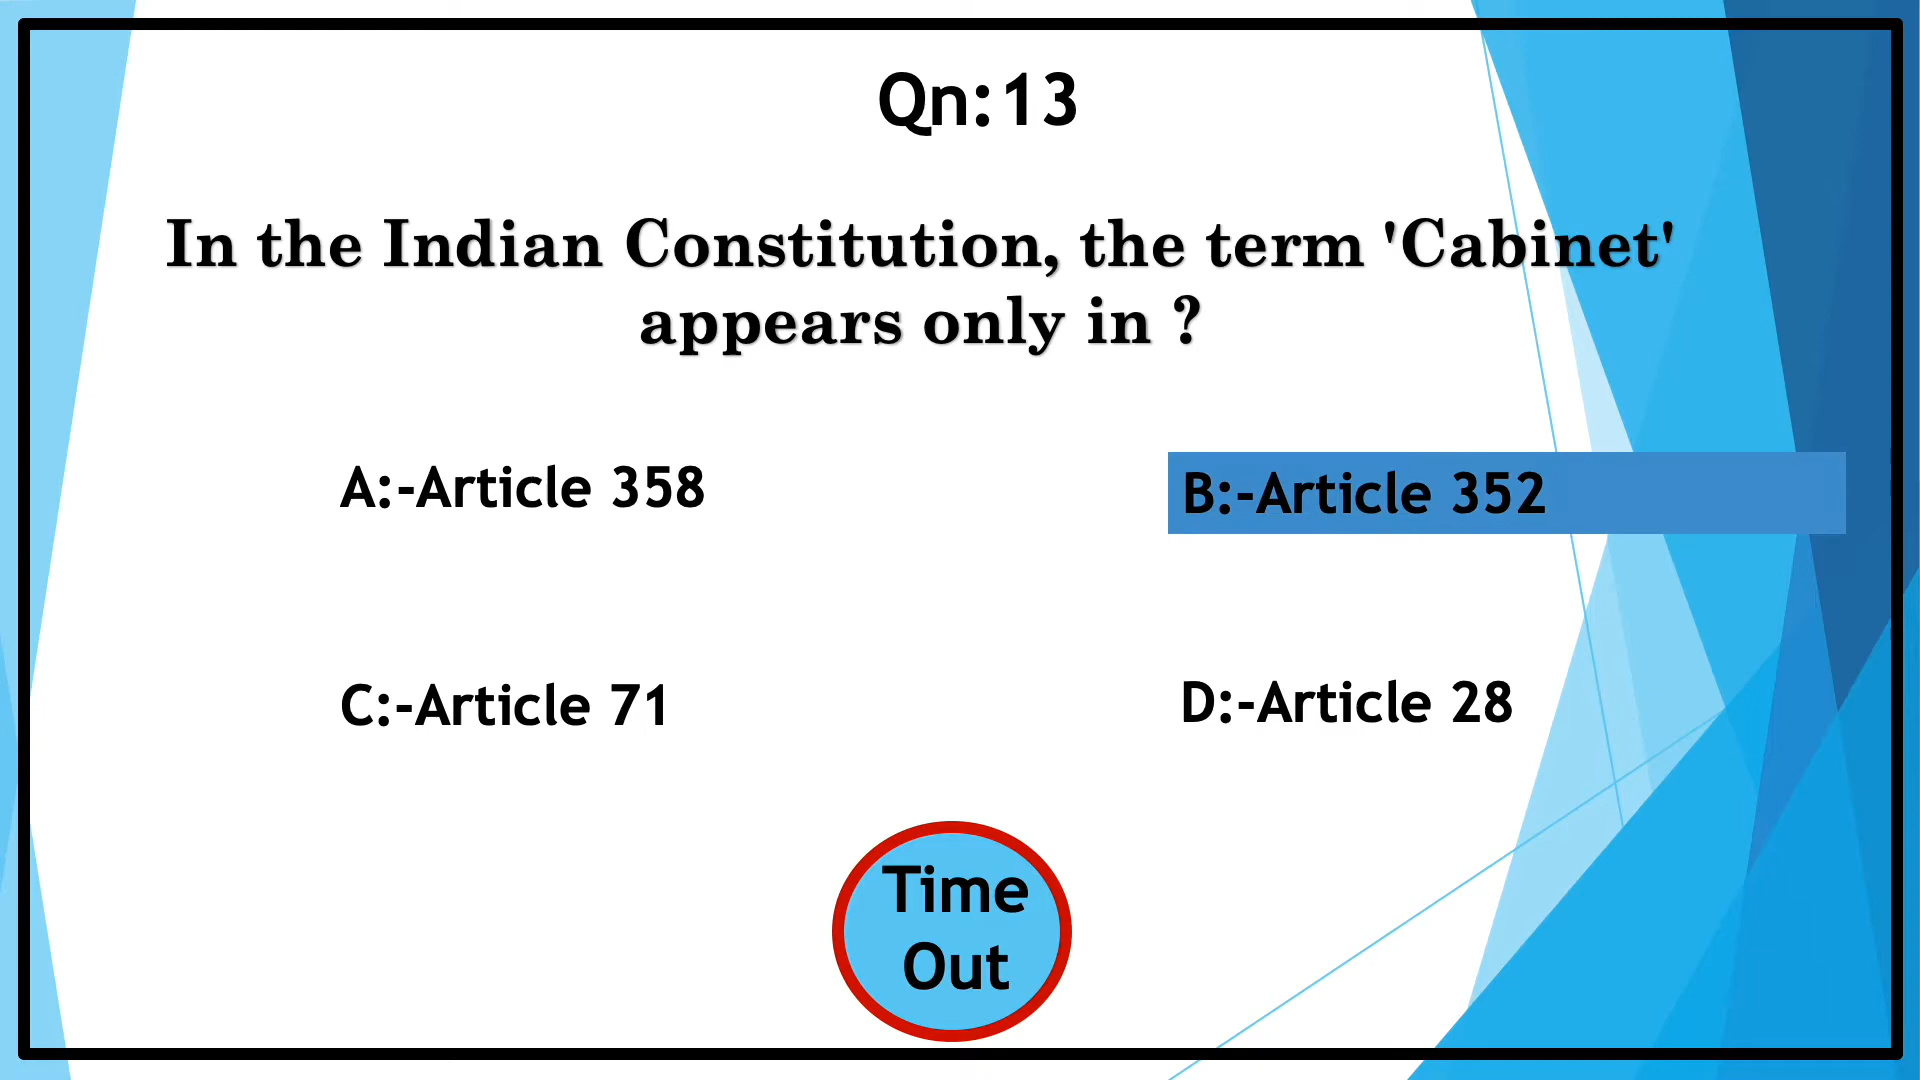 Qn:13
In the Indian Constitution, the term 'Cabinet'
appears only in ?
A:-Article 358
B:-Article 352
C:-Article 71
D:-Article 28
Time
Out